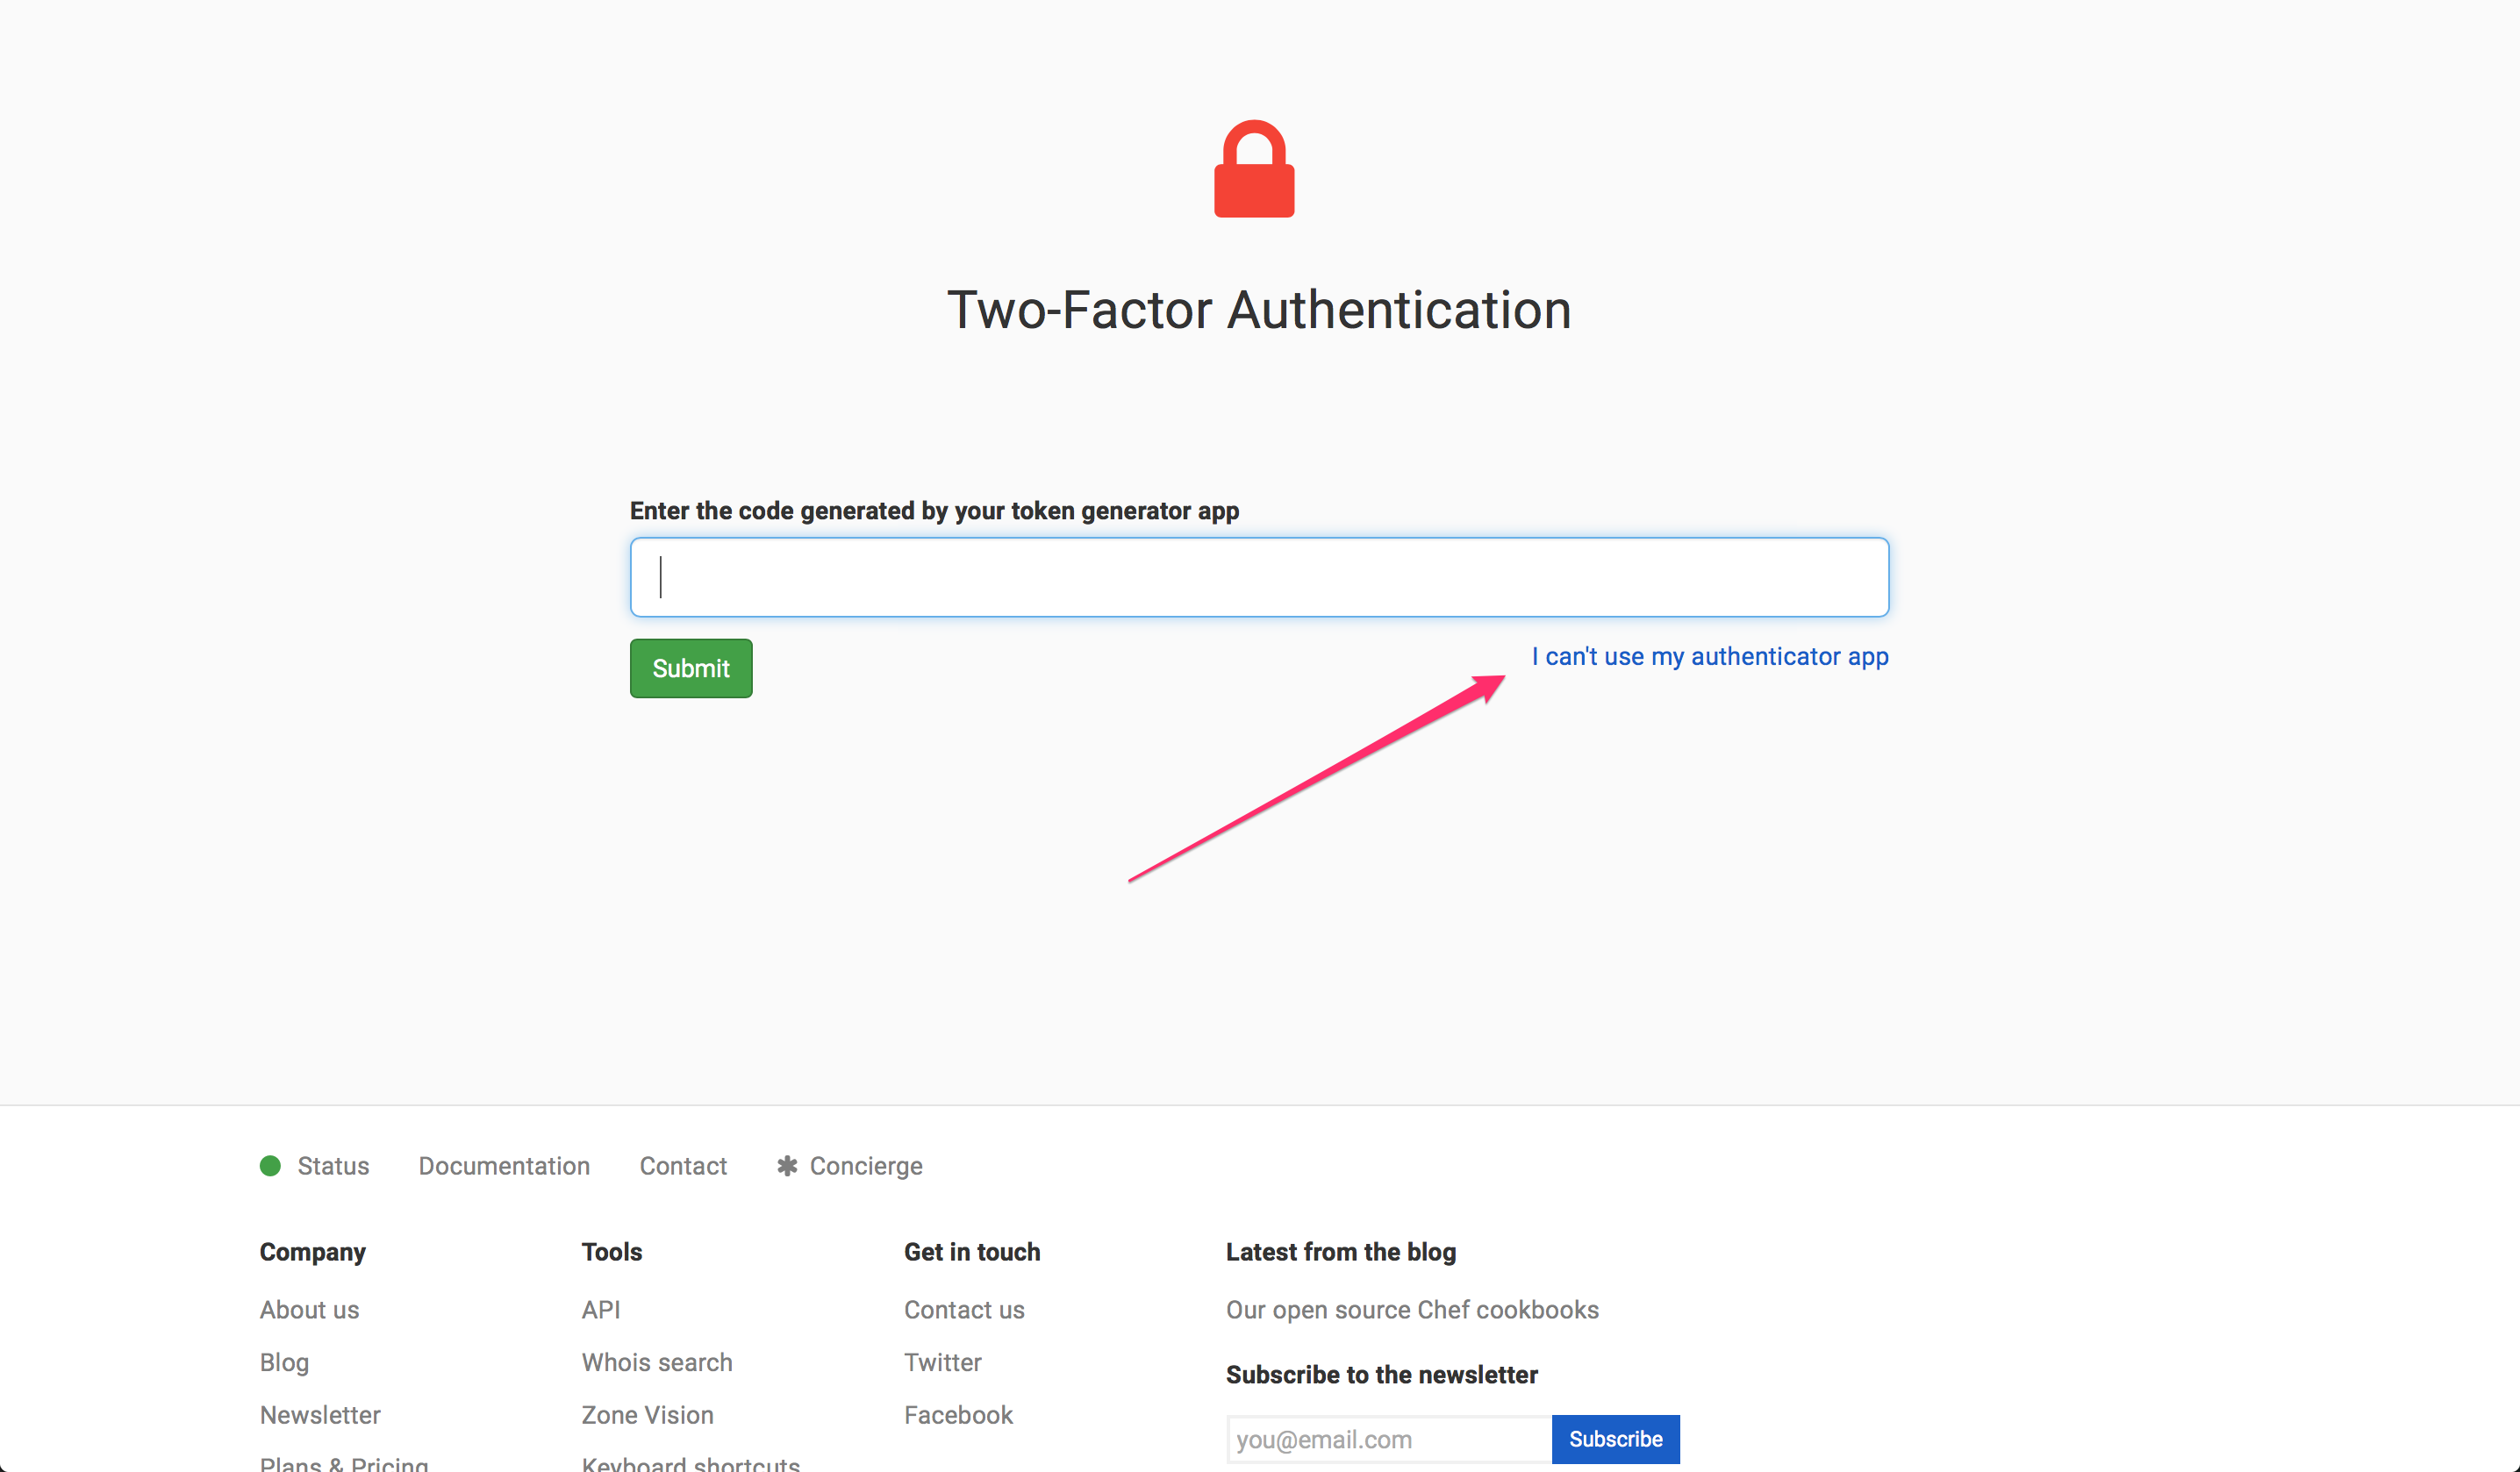 Two-Factor Authentication
Enter the code generated by your token generator app
Submit
I can't use my authenticator app
Status Documentation Contact Concierge
Company
About us
Blog
Newsletter
Plans & Pricing
Tools
API
Whois search
Zone Vision
Keyboard shortcuts
Get in touch
Contact us
Twitter
Facebook
Latest from the blog
Our open source Chef cookbooks
Subscribe to the newsletter
you@email.com
Subscribe